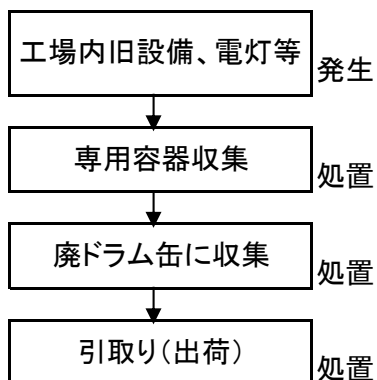 工場内旧設備、電灯等
発生
専用容器収集
処置
廃ドラム缶に収集
処置
引取り（出荷）
処置